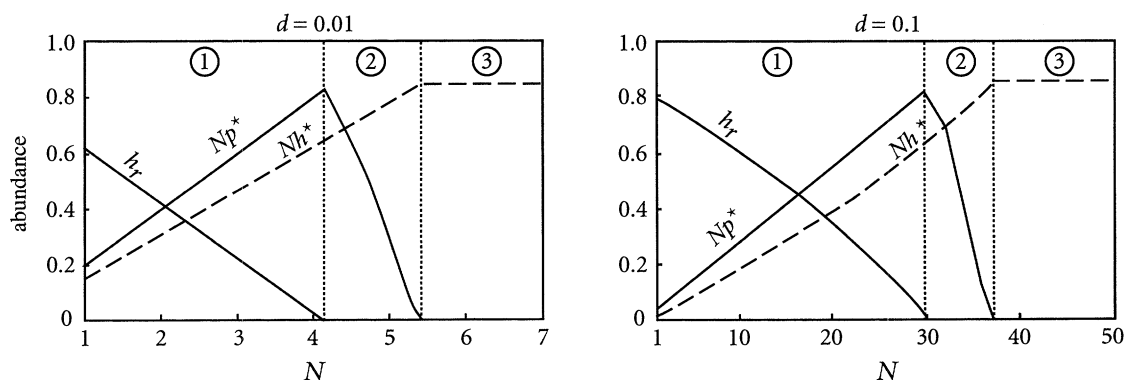 d = 0.01
1.0
0.8
0.6
0.4
0.2
0
abundance
① ② ③
h_r
Np*
Nh*
1 2 3 4 5 6 7
N
d = 0.1
1.0
0.8
0.6
0.4
0.2
0
① ② ③
h_r
Nh*
Np*
1 10 20 30 40 50
N